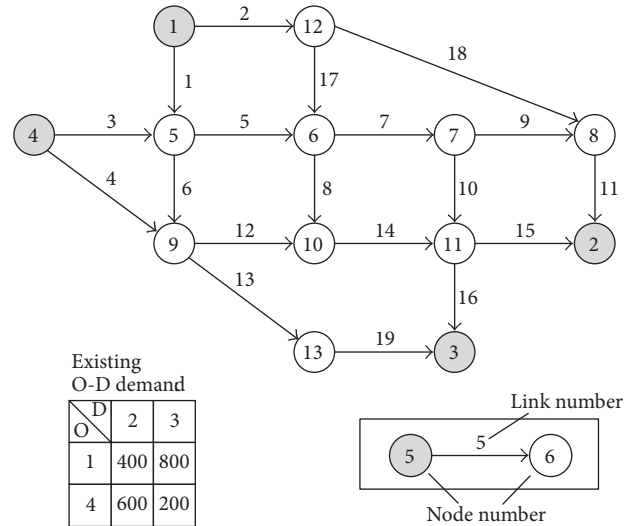 1 2 12
18
1 17
4 3 5 5 6 7 7 9 8
4 6 8 10 11
9 12 10 14 11 15 2
13 16
13 19 3
Existing
O-D demand
D 2 3
O
1 400 800
4 600 200
Link number
5 5 6
Node number